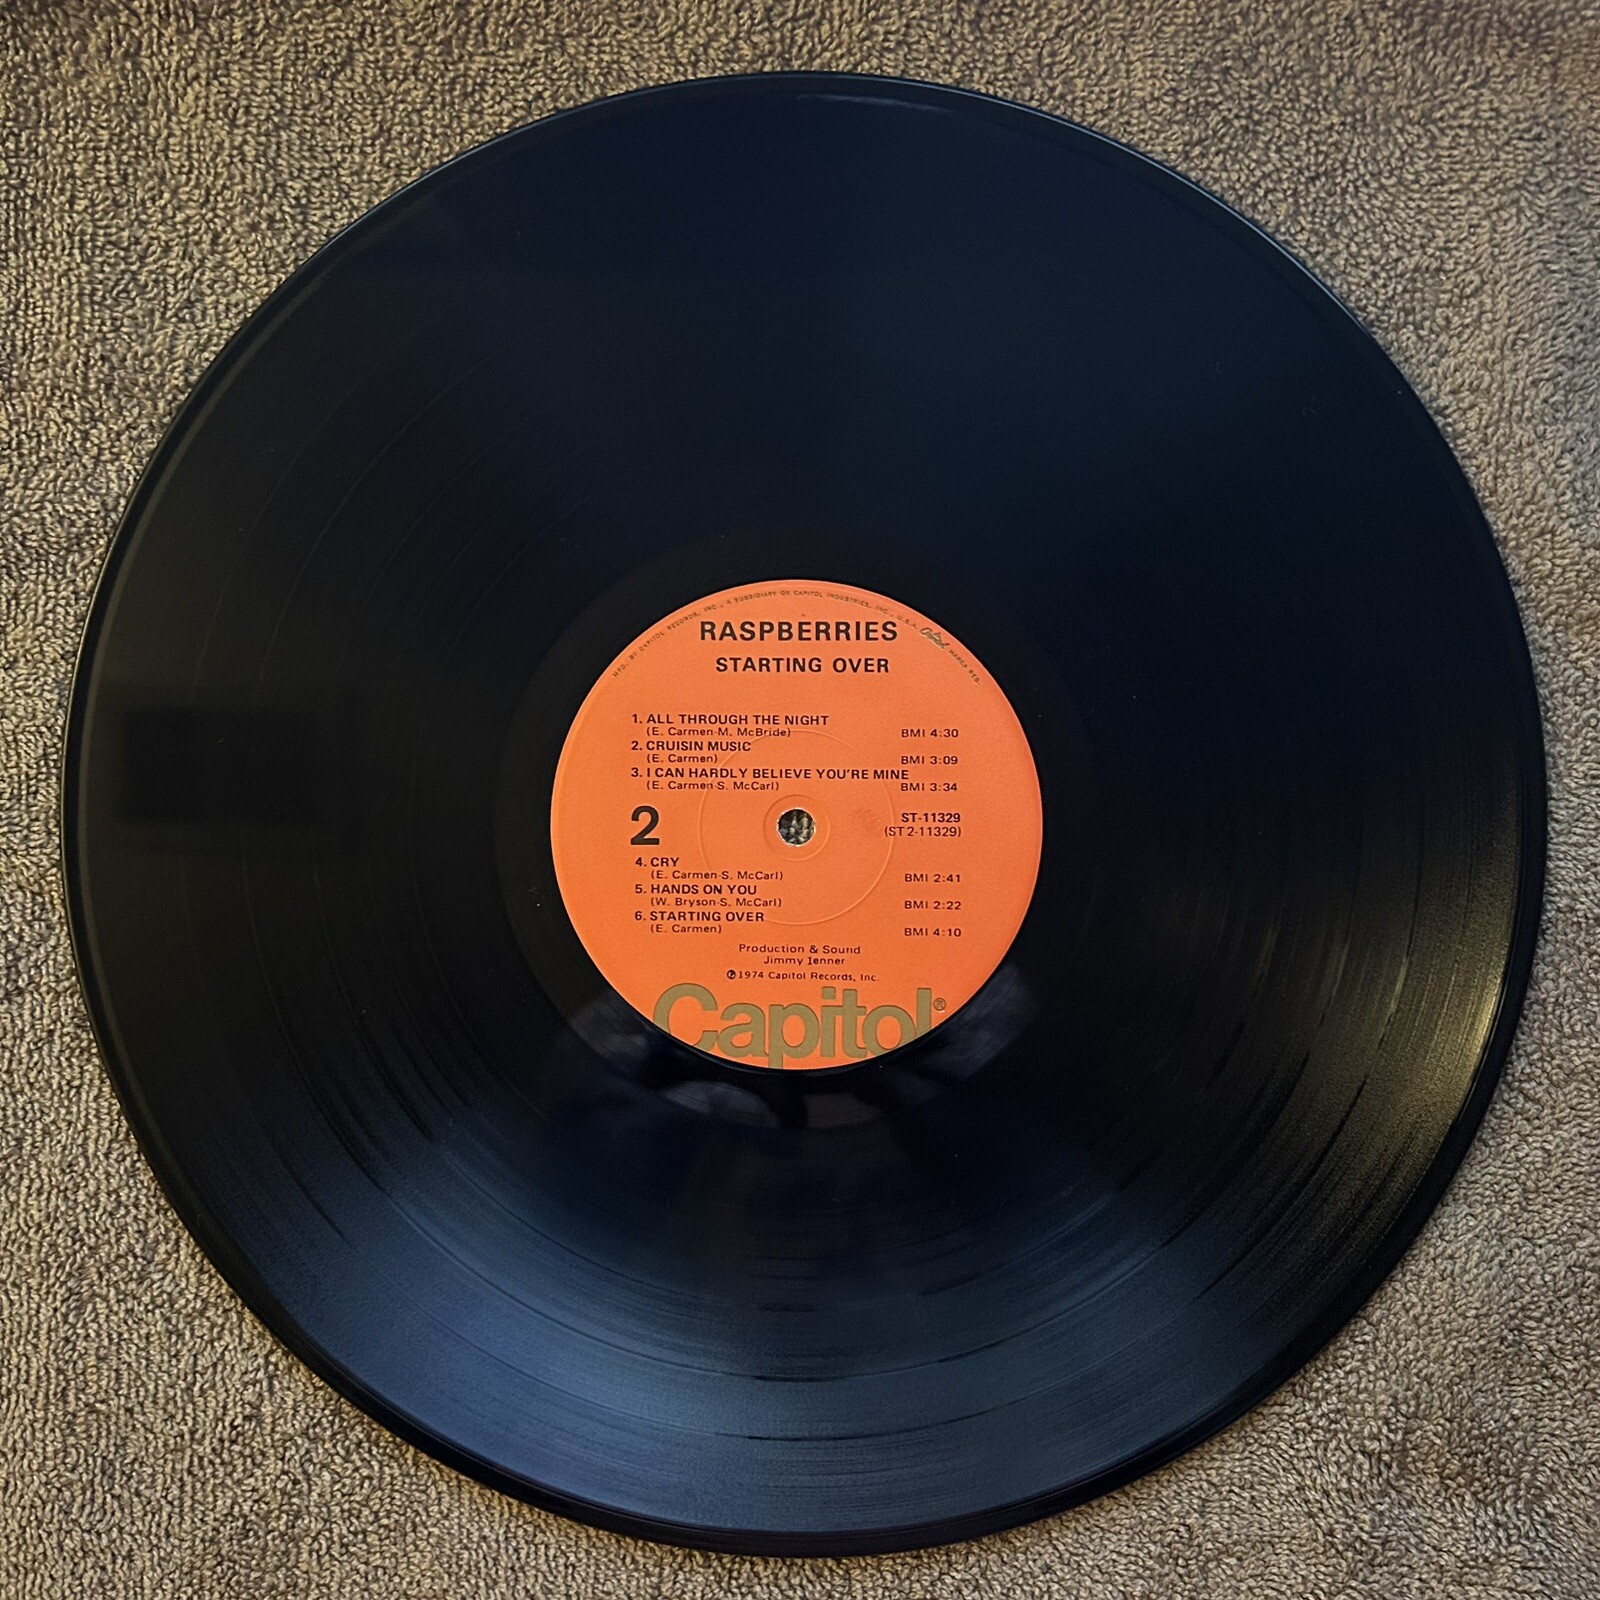 MFD. BY CAPITOL RECORDS, INC., A SUBSIDIARY OF CAPITOL INDUSTRIES, INC., U.S.A. Capitol MARCA REG.
RASPBERRIES
STARTING OVER
1. ALL THROUGH THE NIGHT
(E. Carmen-M. McBride) BMI 4:30
2. CRUISIN MUSIC
(E. Carmen) BMI 3:09
3. I CAN HARDLY BELIEVE YOU'RE MINE
(E. Carmen-S. McCarl) BMI 3:34
2
ST-11329
(ST2-11329)
4. CRY
(E. Carmen-S. McCarl) BMI 2:41
5. HANDS ON YOU
(W. Bryson-S. McCarl) BMI 2:22
6. STARTING OVER
(E. Carmen) BMI 4:10
Production & Sound
Jimmy Ienner
℗1974 Capitol Records, Inc.
Capitol®